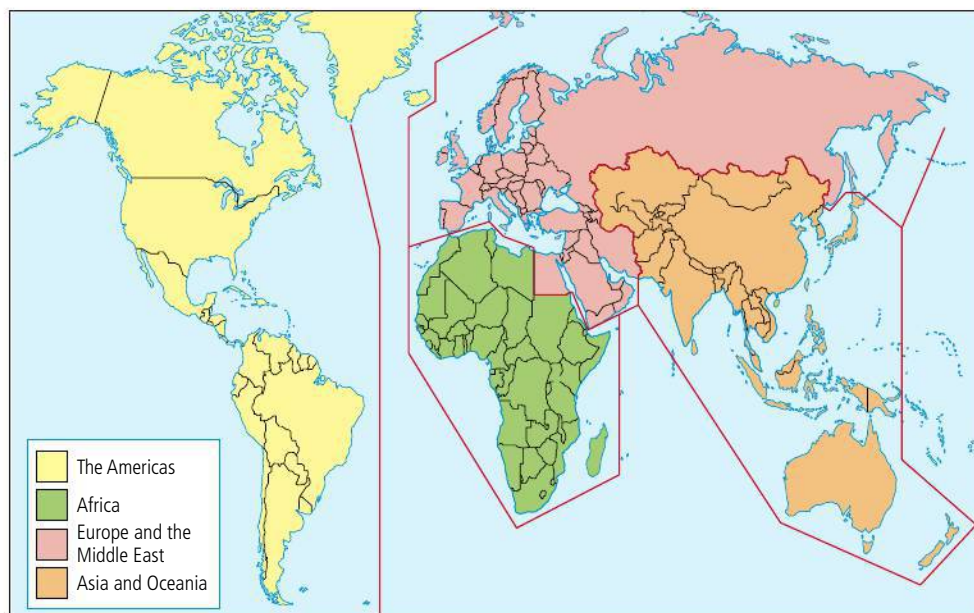 The Americas
Africa
Europe and the
Middle East
Asia and Oceania